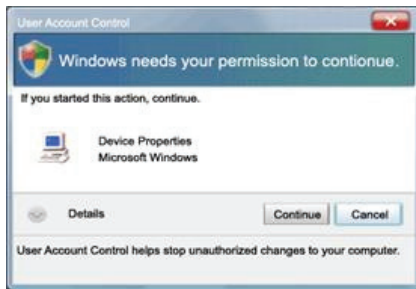 User Account Control
Windows needs your permission to contionue.
If you started this action, continue.
Device Properties
Microsoft Windows
Details
Continue
Cancel
User Account Control helps stop unauthorized changes to your computer.